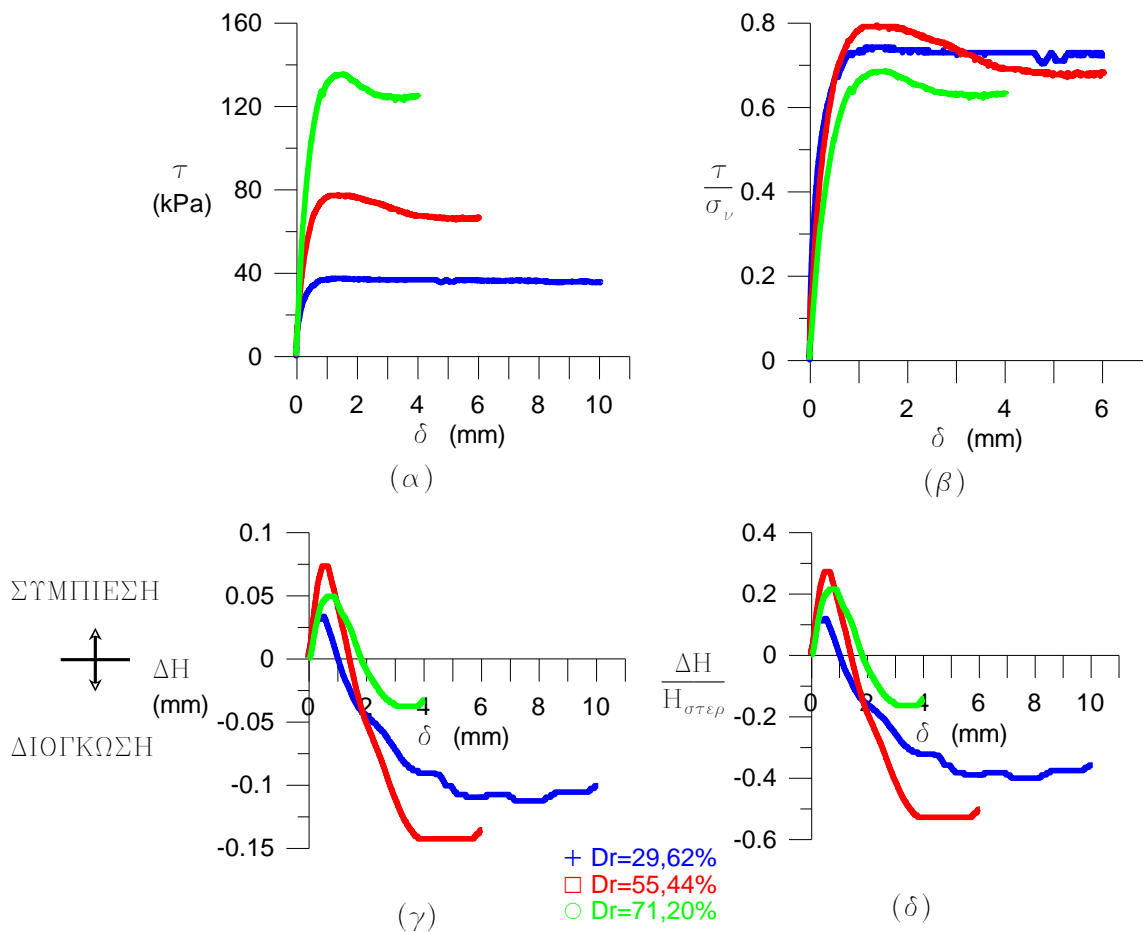 160
120
80
40
0
τ
(kPa)
0 2 4 6 8 10
δ (mm)
(α)
0.8
0.6
0.4
0.2
0
τ
σν
0 2 4 6
δ (mm)
(β)
ΣΥΜΠΙΕΣΗ
ΔΙΟΓΚΩΣΗ
0.1
0.05
0
-0.05
-0.1
-0.15
ΔΗ
(mm)
0 2 4 6 8 10
δ (mm)
(γ)
0.4
0.2
0
-0.2
-0.4
-0.6
ΔΗ
Ηστερ
0 2 4 6 8 10
δ (mm)
(δ)
Dr=29,62%
Dr=55,44%
Dr=71,20%